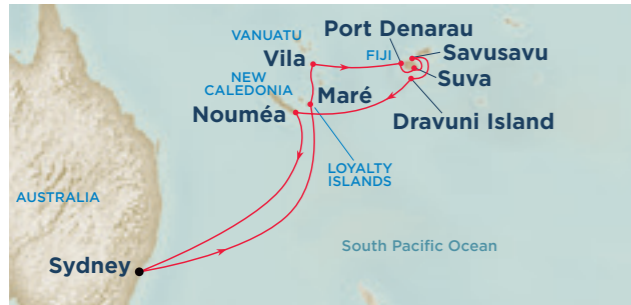 Port Denarau
VANUATU
Savusavu
Vila
FIJI
Suva
NEW
CALEDONIA
Maré
Nouméa
Dravuni Island
LOYALTY
ISLANDS
AUSTRALIA
South Pacific Ocean
Sydney